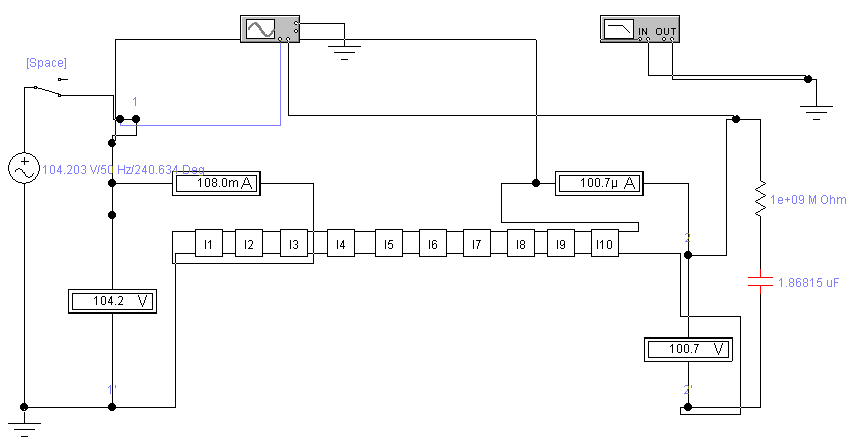 IN OUT
[Space]
1
104.203 V/50 Hz/240.634 Deg
108.0m A
100.7µ A
1e+09 M Ohm
I1 I2 I3 I4 I5 I6 I7 I8 I9 I10
2
1.86815 uF
104.2 V
100.7 V
1'
2'